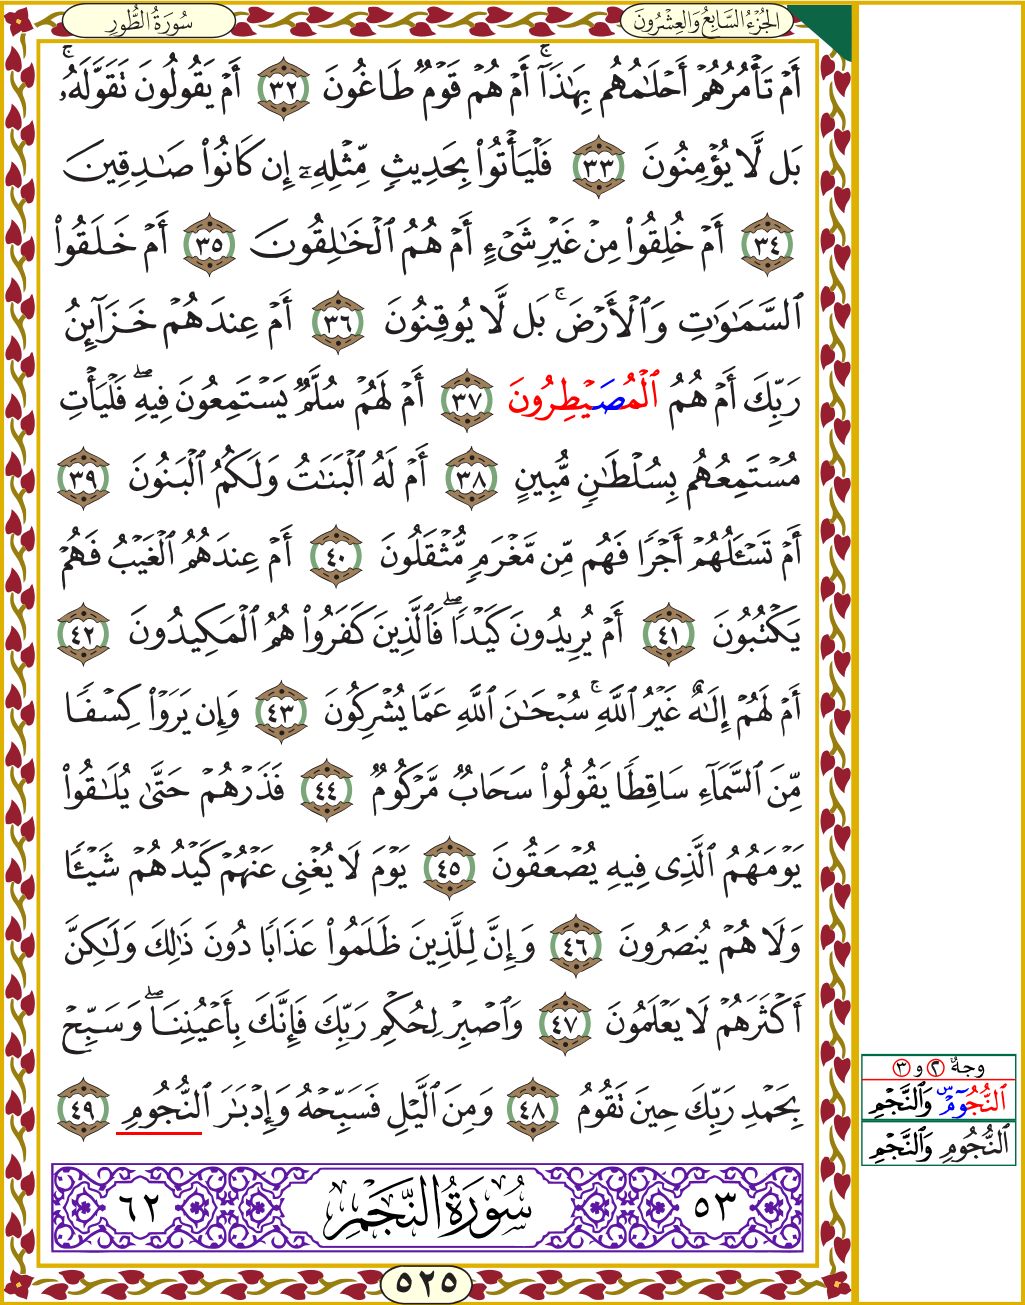 الجُزْءُ السَّابِعُ وَالعِشْرُونَ
سُورَةُ الطُّورِ
أَمْ تَأْمُرُهُمْ أَحْلَٰمُهُم بِهَٰذَآ ۚ أَمْ هُمْ قَوْمٌ طَاغُونَ ٣٢ أَمْ يَقُولُونَ تَقَوَّلَهُۥ ۚ
بَل لَّا يُؤْمِنُونَ ٣٣ فَلْيَأْتُوا۟ بِحَدِيثٍ مِّثْلِهِۦٓ إِن كَانُوا۟ صَٰدِقِينَ
٣٤ أَمْ خُلِقُوا۟ مِنْ غَيْرِ شَىْءٍ أَمْ هُمُ ٱلْخَٰلِقُونَ ٣٥ أَمْ خَلَقُوا۟
ٱلسَّمَٰوَٰتِ وَٱلْأَرْضَ ۚ بَل لَّا يُوقِنُونَ ٣٦ أَمْ عِندَهُمْ خَزَآئِنُ
رَبِّكَ أَمْ هُمُ ٱلْمُصَيْطِرُونَ ٣٧ أَمْ لَهُمْ سُلَّمٌ يَسْتَمِعُونَ فِيهِ ۖ فَلْيَأْتِ
مُسْتَمِعُهُم بِسُلْطَٰنٍ مُّبِينٍ ٣٨ أَمْ لَهُ ٱلْبَنَٰتُ وَلَكُمُ ٱلْبَنُونَ ٣٩
أَمْ تَسْـَٔلُهُمْ أَجْرًا فَهُم مِّن مَّغْرَمٍ مُّثْقَلُونَ ٤٠ أَمْ عِندَهُمُ ٱلْغَيْبُ فَهُمْ
يَكْتُبُونَ ٤١ أَمْ يُرِيدُونَ كَيْدًا ۖ فَٱلَّذِينَ كَفَرُوا۟ هُمُ ٱلْمَكِيدُونَ ٤٢
أَمْ لَهُمْ إِلَٰهٌ غَيْرُ ٱللَّهِ ۚ سُبْحَٰنَ ٱللَّهِ عَمَّا يُشْرِكُونَ ٤٣ وَإِن يَرَوْا۟ كِسْفًا
مِّنَ ٱلسَّمَآءِ سَاقِطًا يَقُولُوا۟ سَحَابٌ مَّرْكُومٌ ٤٤ فَذَرْهُمْ حَتَّىٰ يُلَٰقُوا۟
يَوْمَهُمُ ٱلَّذِى فِيهِ يُصْعَقُونَ ٤٥ يَوْمَ لَا يُغْنِى عَنْهُمْ كَيْدُهُمْ شَيْـًٔا
وَلَا هُمْ يُنصَرُونَ ٤٦ وَإِنَّ لِلَّذِينَ ظَلَمُوا۟ عَذَابًا دُونَ ذَٰلِكَ وَلَٰكِنَّ
أَكْثَرَهُمْ لَا يَعْلَمُونَ ٤٧ وَٱصْبِرْ لِحُكْمِ رَبِّكَ فَإِنَّكَ بِأَعْيُنِنَا ۖ وَسَبِّحْ
بِحَمْدِ رَبِّكَ حِينَ تَقُومُ ٤٨ وَمِنَ ٱلَّيْلِ فَسَبِّحْهُ وَإِدْبَٰرَ ٱلنُّجُومِ ٤٩
وجهٌ ٢ و ٣
ٱلنُّجُومٓ ۜ وَٱلنَّجْمِ
ٱلنُّجُومِ وَٱلنَّجْمِ
٥٣ سُورَةُ النَّجْمِ ٦٢
٥٢٥